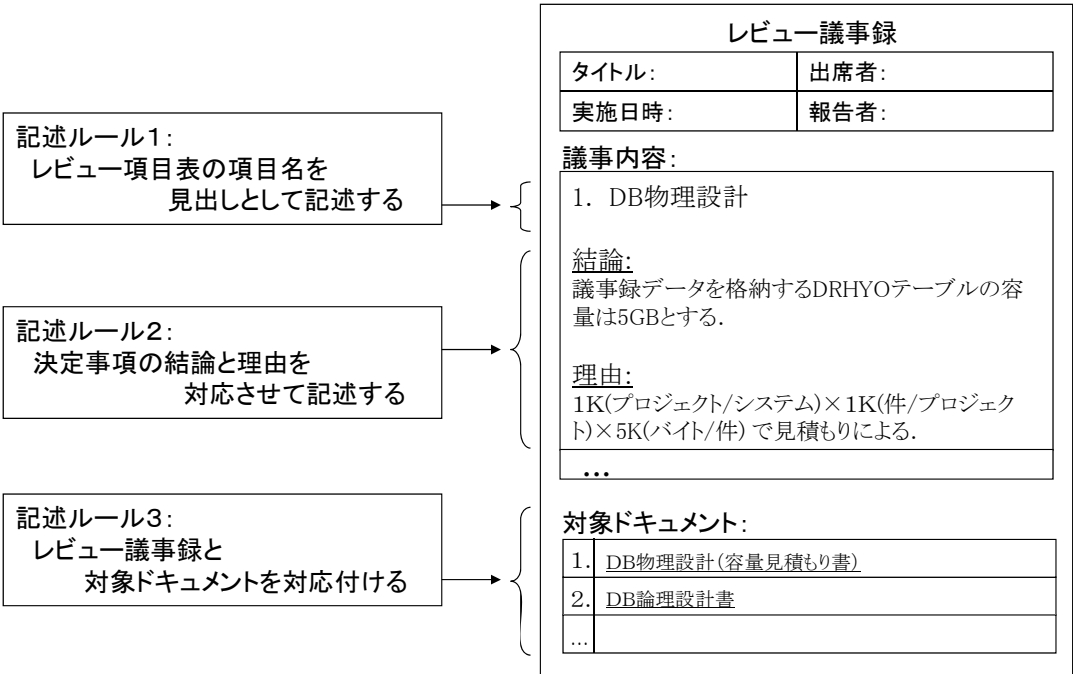 記述ルール1:
レビュー項目表の項目名を
見出しとして記述する
記述ルール2:
決定事項の結論と理由を
対応させて記述する
記述ルール3:
レビュー議事録と
対象ドキュメントを対応付ける
レビュー議事録
タイトル: 出席者:
実施日時: 報告者:
議事内容:
1. DB物理設計
結論:
議事録データを格納するDRHYOテーブルの容
量は5GBとする.
理由:
1K(プロジェクト/システム)×1K(件/プロジェク
ト)×5K(バイト/件) で見積もりによる.
...
対象ドキュメント:
1. DB物理設計(容量見積もり書)
2. DB論理設計書
...